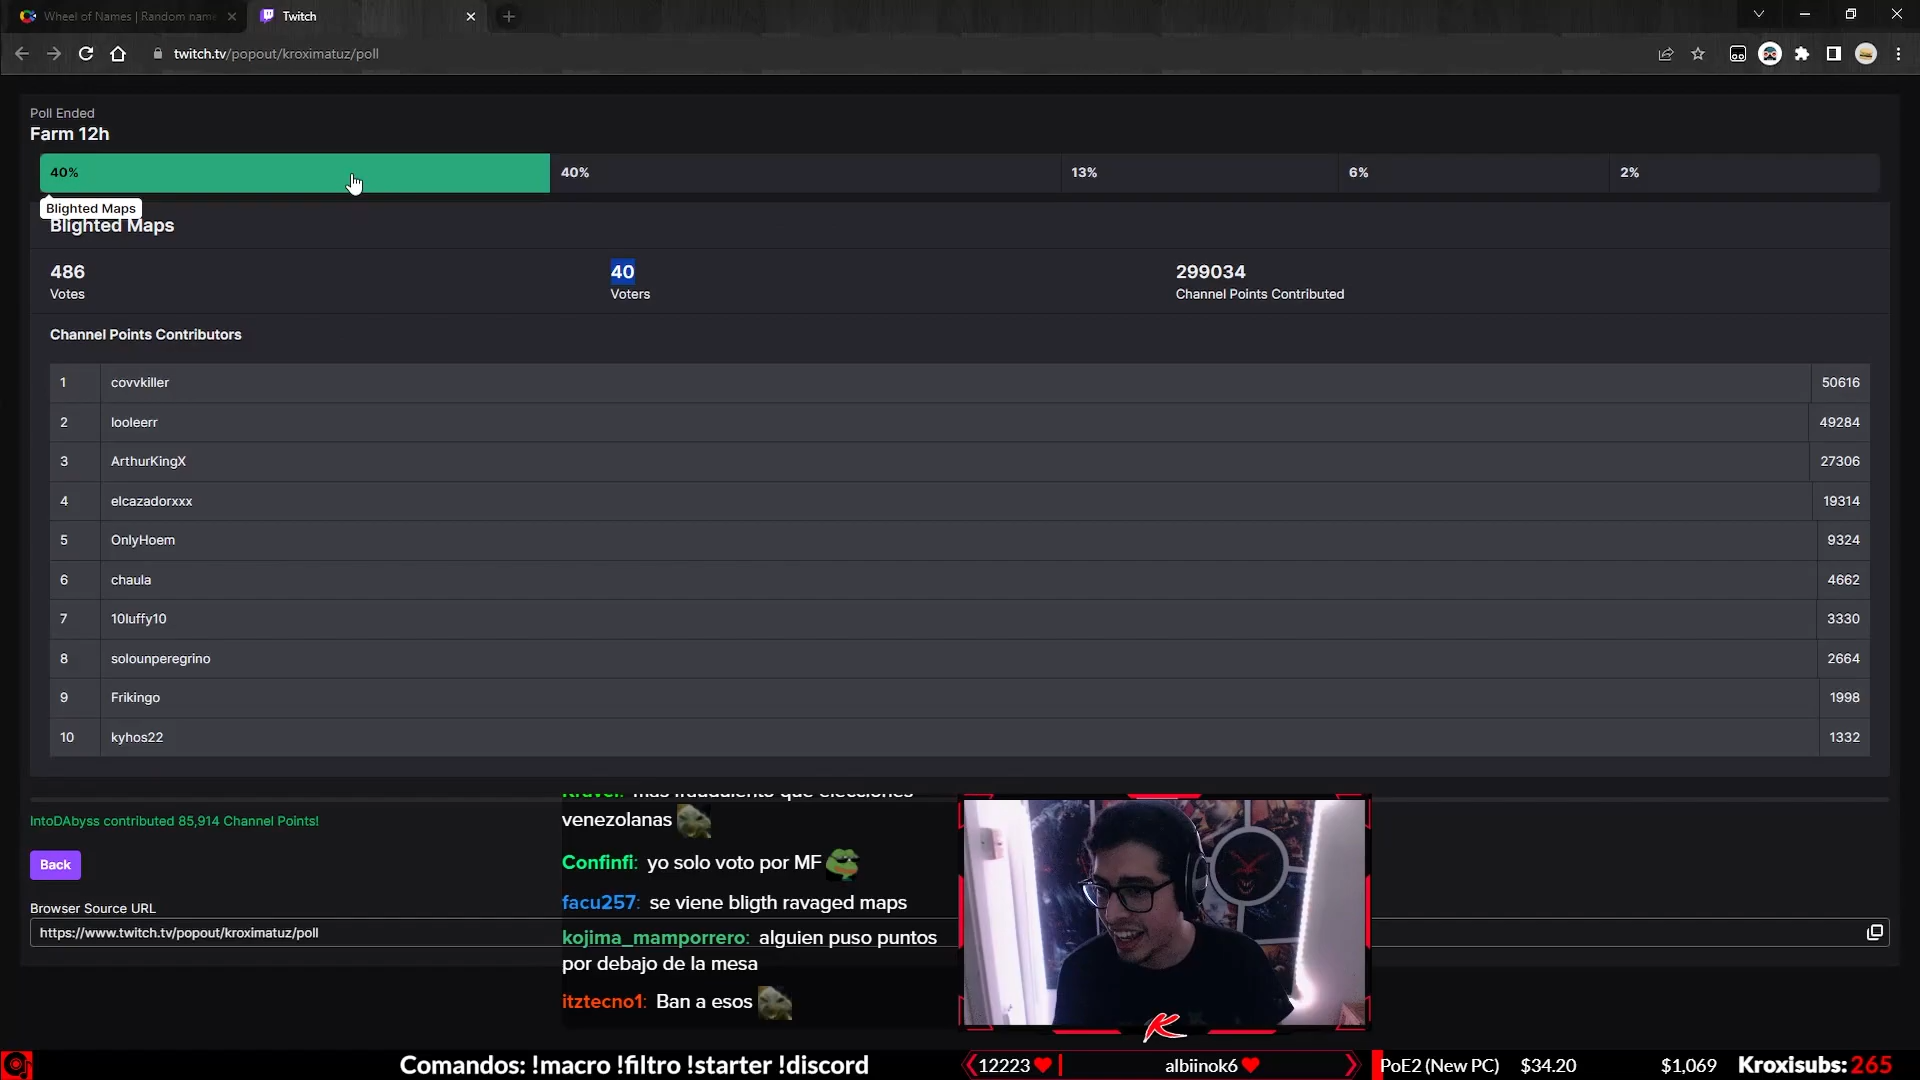 Wheel of Names | Random name
Twitch
twitch.tv/popout/kroximatuz/poll
Poll Ended
Farm 12h
40%
40%
13%
6%
2%
Blighted Maps
Blighted Maps
486
40
299034
Votes
Voters
Channel Points Contributed
Channel Points Contributors
1 covvkiller 50616
2 looleerr 49284
3 ArthurKingX 27306
4 elcazadorxxx 19314
5 OnlyHoem 9324
6 chaula 4662
7 10luffy10 3330
8 solounperegrino 2664
9 Frikingo 1998
10 kyhos22 1332
IntoDAbyss contributed 85,914 Channel Points!
Back
Browser Source URL
https://www.twitch.tv/popout/kroximatuz/poll
mas fraudulento que elecciones
venezolanas
Confinfi: yo solo voto por MF
facu257: se viene bligth ravaged maps
kojima_mamporrero: alguien puso puntos
por debajo de la mesa
itztecno1: Ban a esos
Comandos: !macro !filtro !starter !discord
12223
albiinok6
PoE2 (New PC) $34.20 $1,069
Kroxisubs: 265